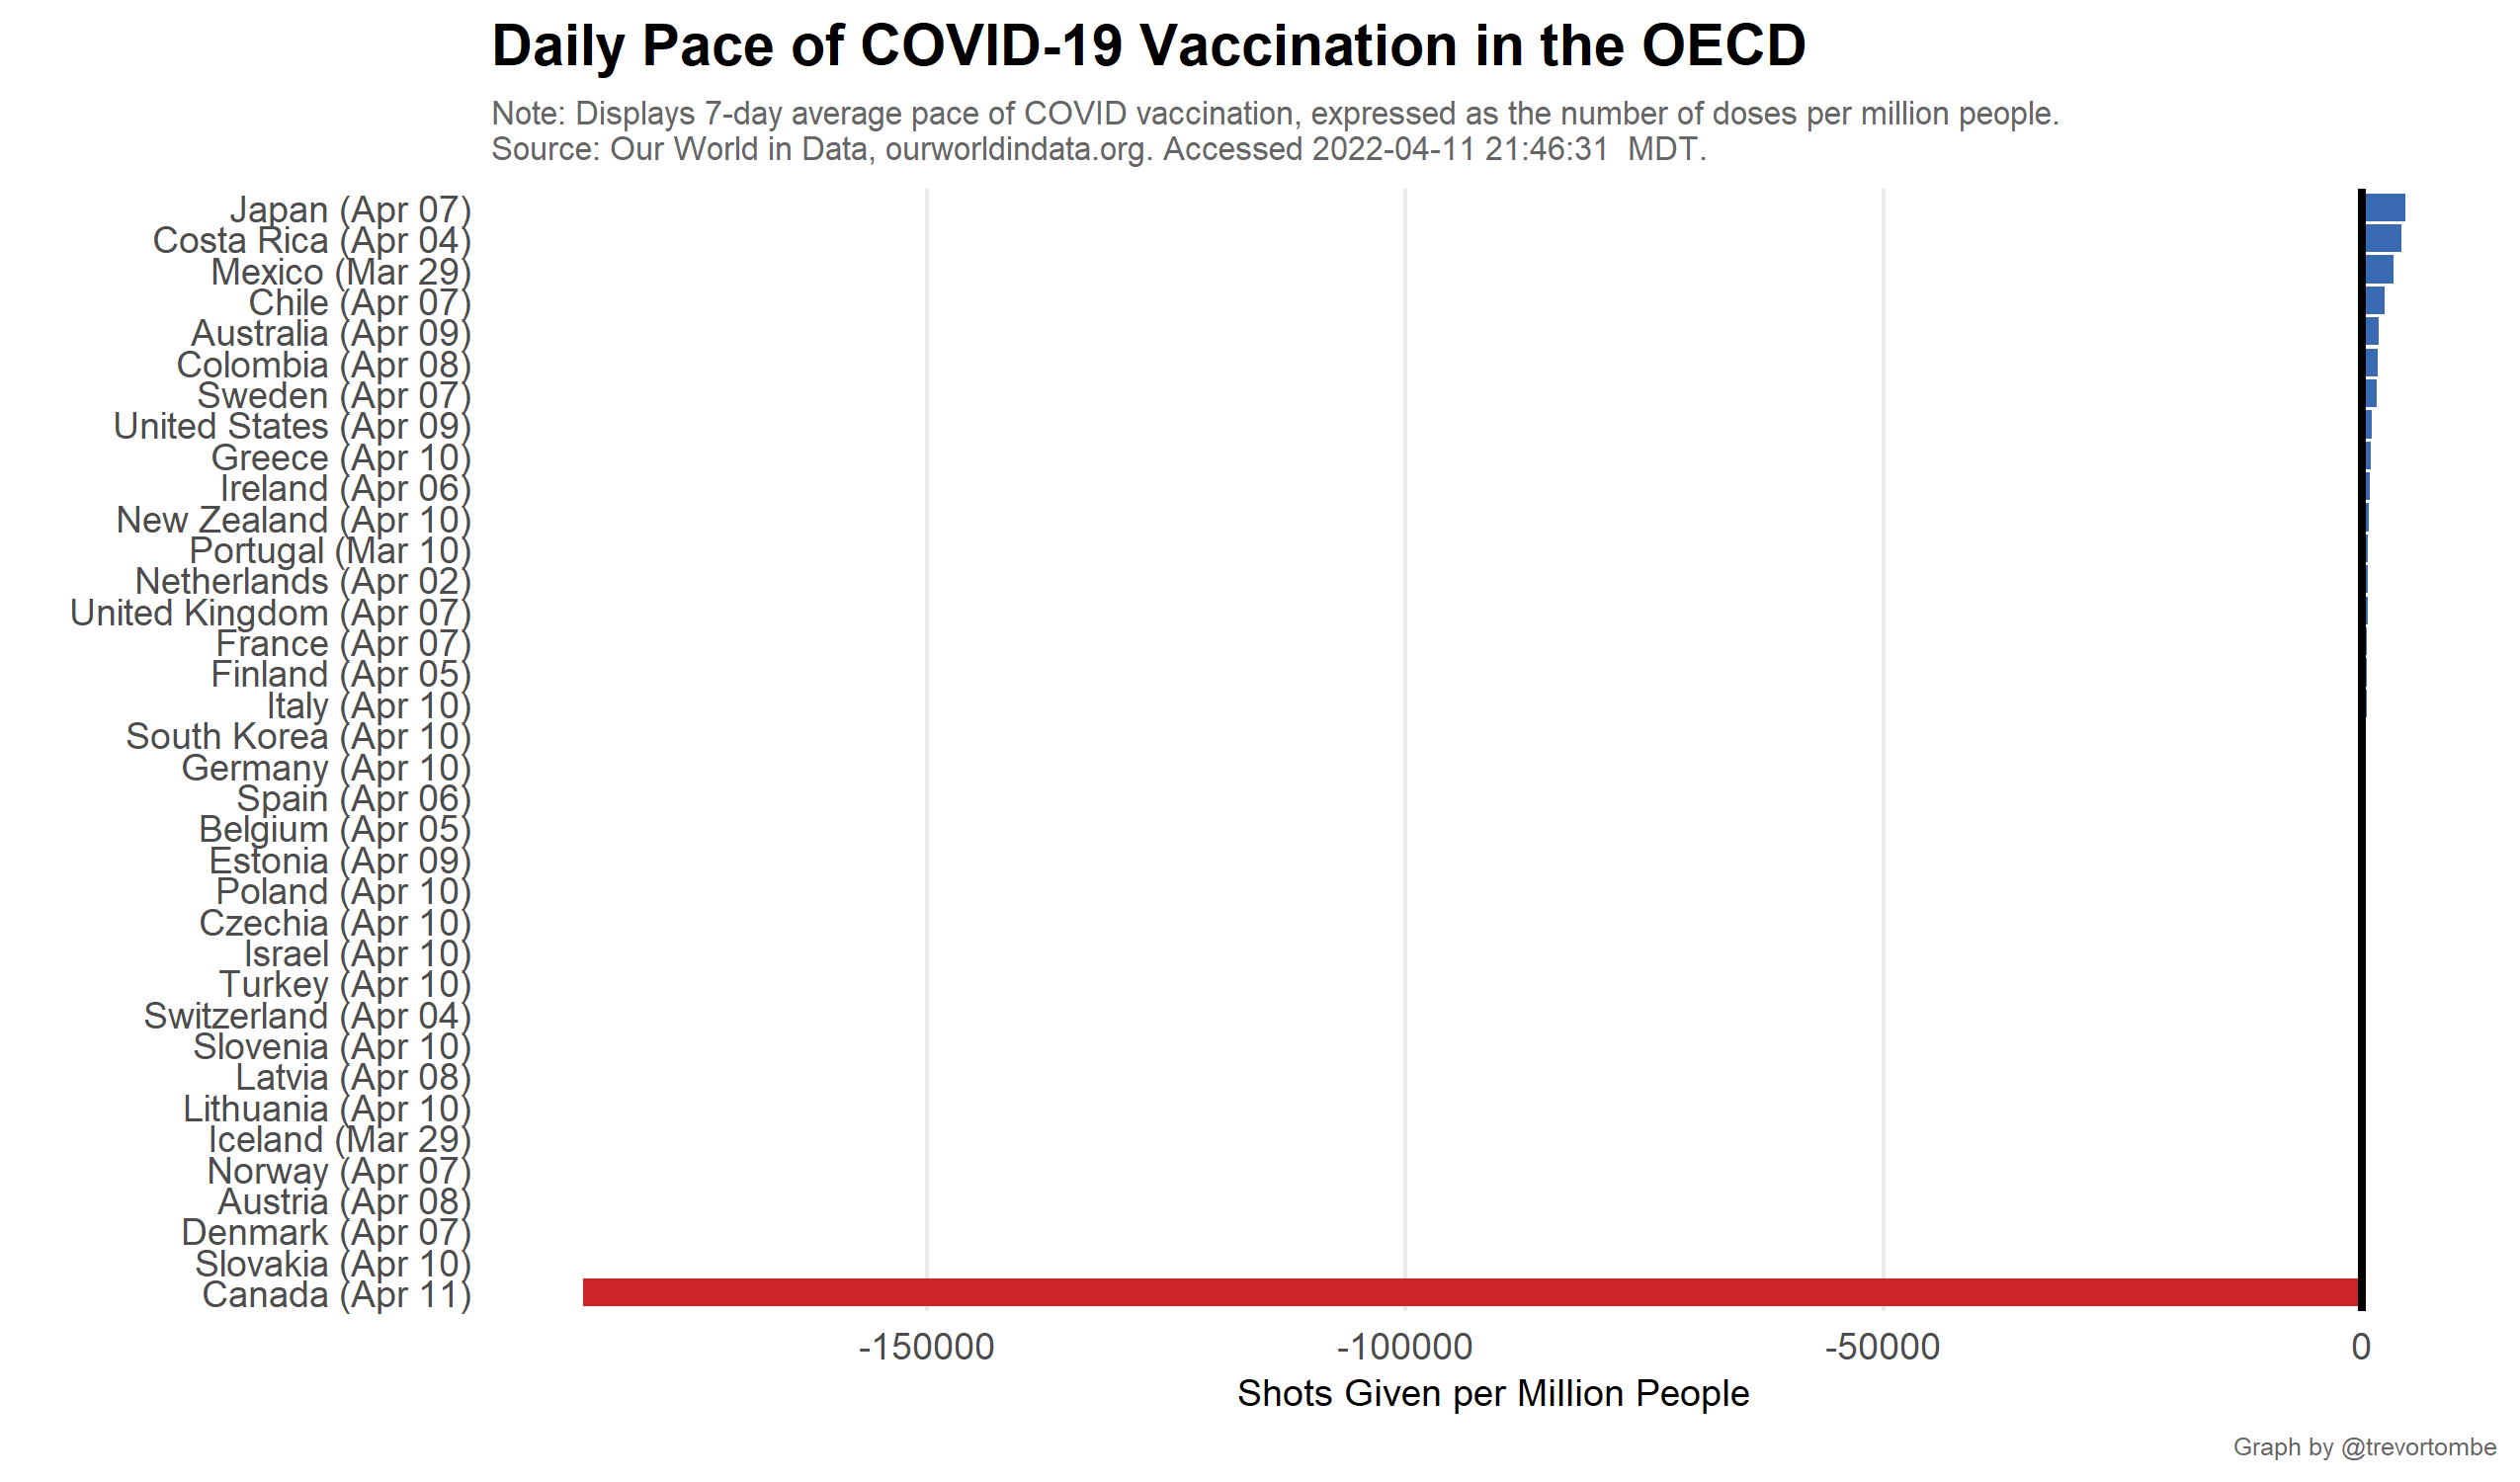 Daily Pace of COVID-19 Vaccination in the OECD
Note: Displays 7-day average pace of COVID vaccination, expressed as the number of doses per million people.
Source: Our World in Data, ourworldindata.org. Accessed 2022-04-11 21:46:31  MDT.
Japan (Apr 07)
Costa Rica (Apr 04)
Mexico (Mar 29)
Chile (Apr 07)
Australia (Apr 09)
Colombia (Apr 08)
Sweden (Apr 07)
United States (Apr 09)
Greece (Apr 10)
Ireland (Apr 06)
New Zealand (Apr 10)
Portugal (Mar 10)
Netherlands (Apr 02)
United Kingdom (Apr 07)
France (Apr 07)
Finland (Apr 05)
Italy (Apr 10)
South Korea (Apr 10)
Germany (Apr 10)
Spain (Apr 06)
Belgium (Apr 05)
Estonia (Apr 09)
Poland (Apr 10)
Czechia (Apr 10)
Israel (Apr 10)
Turkey (Apr 10)
Switzerland (Apr 04)
Slovenia (Apr 10)
Latvia (Apr 08)
Lithuania (Apr 10)
Iceland (Mar 29)
Norway (Apr 07)
Austria (Apr 08)
Denmark (Apr 07)
Slovakia (Apr 10)
Canada (Apr 11)
-150000 -100000 -50000 0
Shots Given per Million People
Graph by @trevortombe